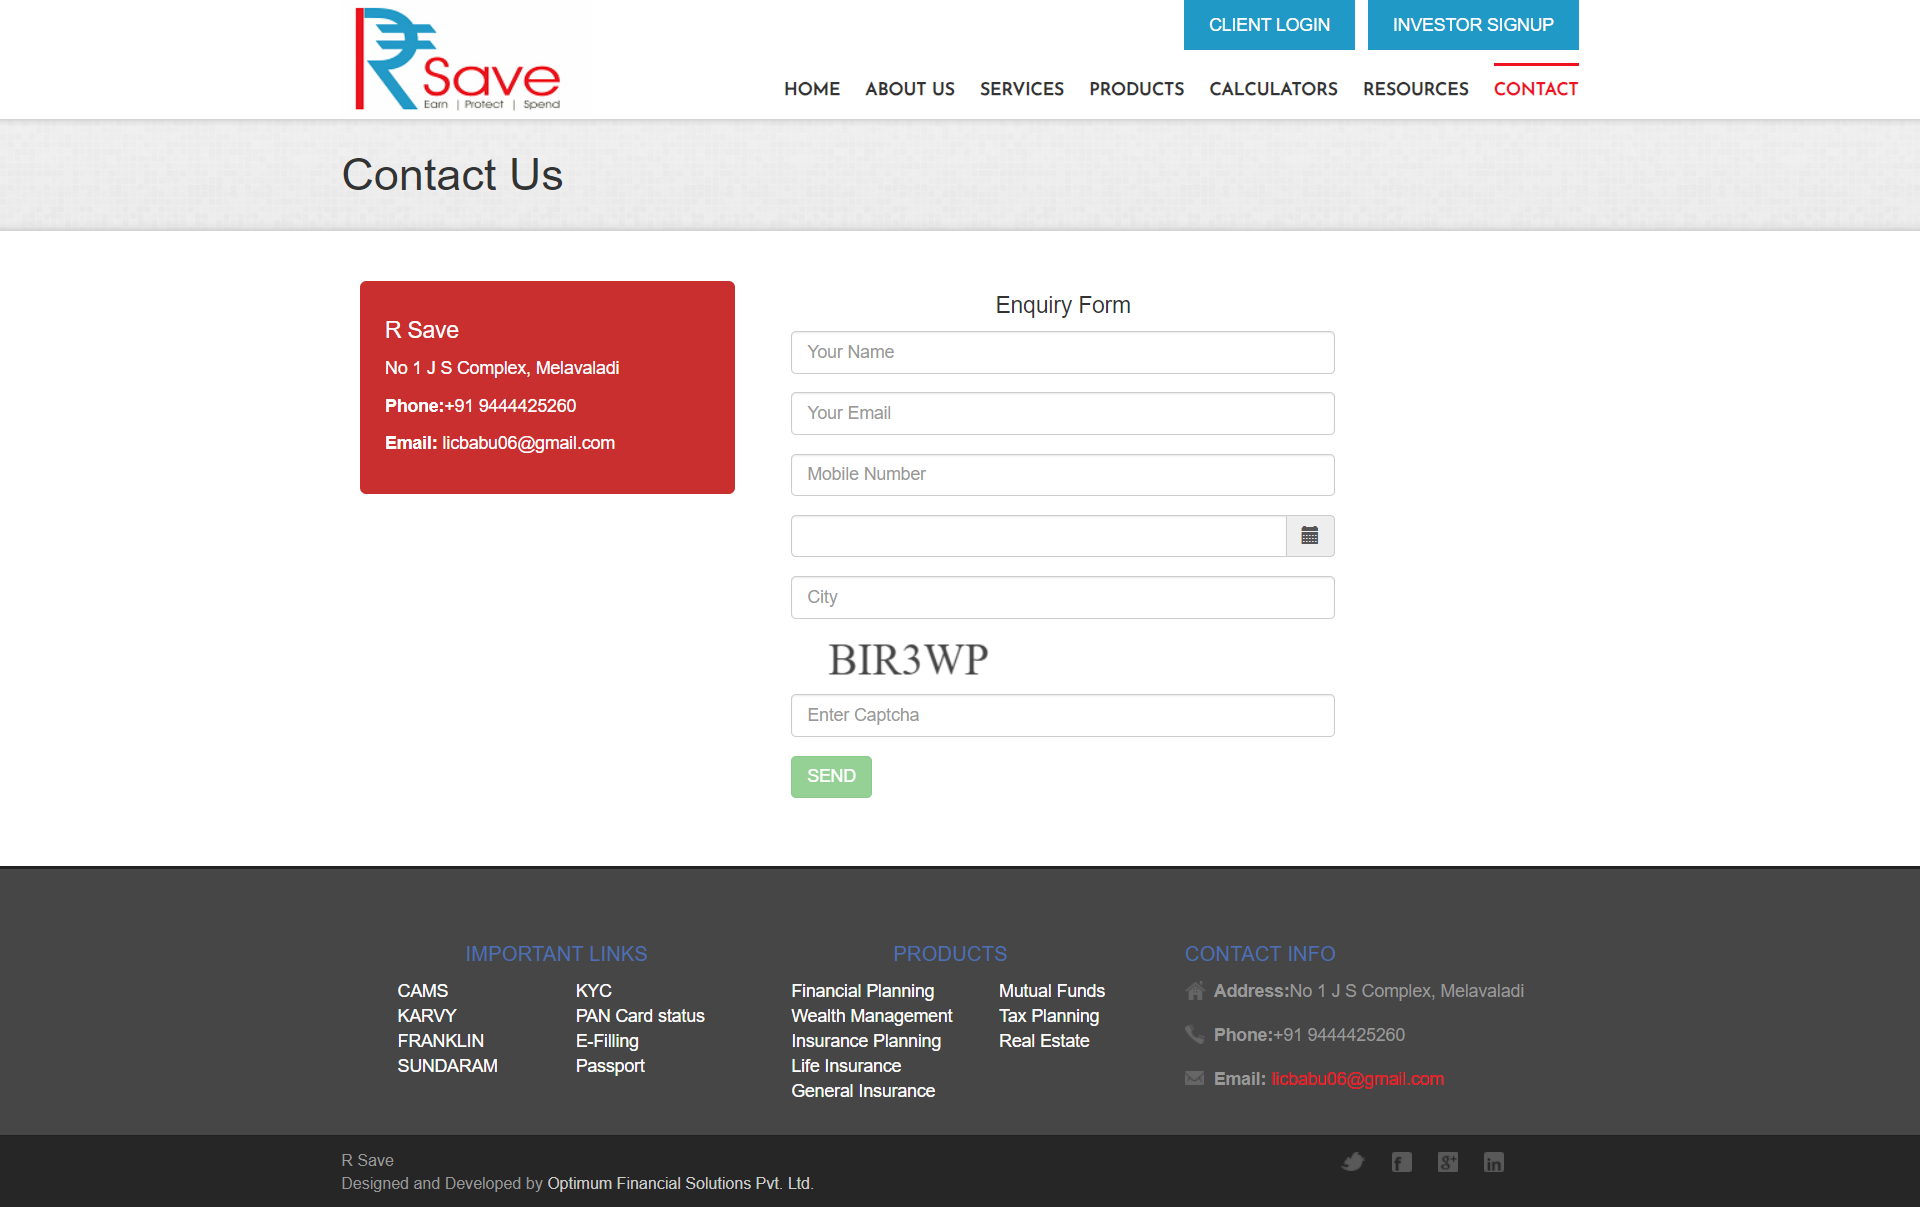 CLIENT LOGIN
INVESTOR SIGNUP
R Save
Earn | Protect | Spend
HOME
ABOUT US
SERVICES
PRODUCTS
CALCULATORS
RESOURCES
CONTACT
Contact Us
R Save
No 1 J S Complex, Melavaladi
Phone:+91 9444425260
Email: licbabu06@gmail.com
Enquiry Form
Your Name
Your Email
Mobile Number
City
BIR3WP
Enter Captcha
SEND
IMPORTANT LINKS
CAMS
KARVY
FRANKLIN
SUNDARAM
KYC
PAN Card status
E-Filling
Passport
PRODUCTS
Financial Planning
Wealth Management
Insurance Planning
Life Insurance
General Insurance
Mutual Funds
Tax Planning
Real Estate
CONTACT INFO
Address:No 1 J S Complex, Melavaladi
Phone:+91 9444425260
Email: licbabu06@gmail.com
R Save
Designed and Developed by Optimum Financial Solutions Pvt. Ltd.